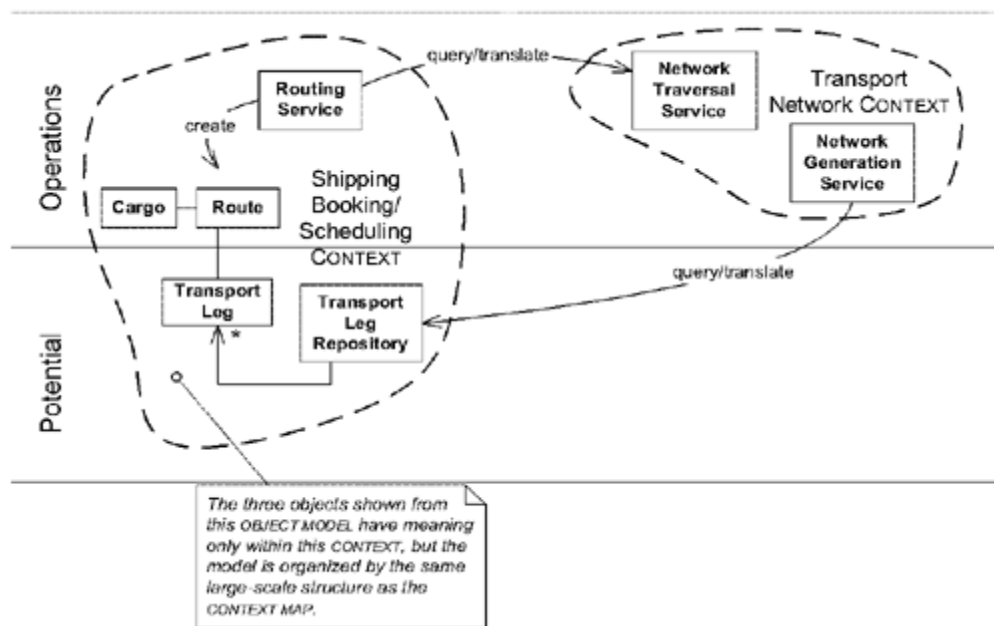 Operations
query/translate
Routing
Service
create
Cargo
Route
Shipping
Booking/
Scheduling
CONTEXT
Network
Traversal
Service
Transport
Network CONTEXT
Network
Generation
Service
query/translate
Potential
Transport
Leg
*
Transport
Leg
Repository
The three objects shown from
this OBJECT MODEL have meaning
only within this CONTEXT, but the
model is organized by the same
large-scale structure as the
CONTEXT MAP.